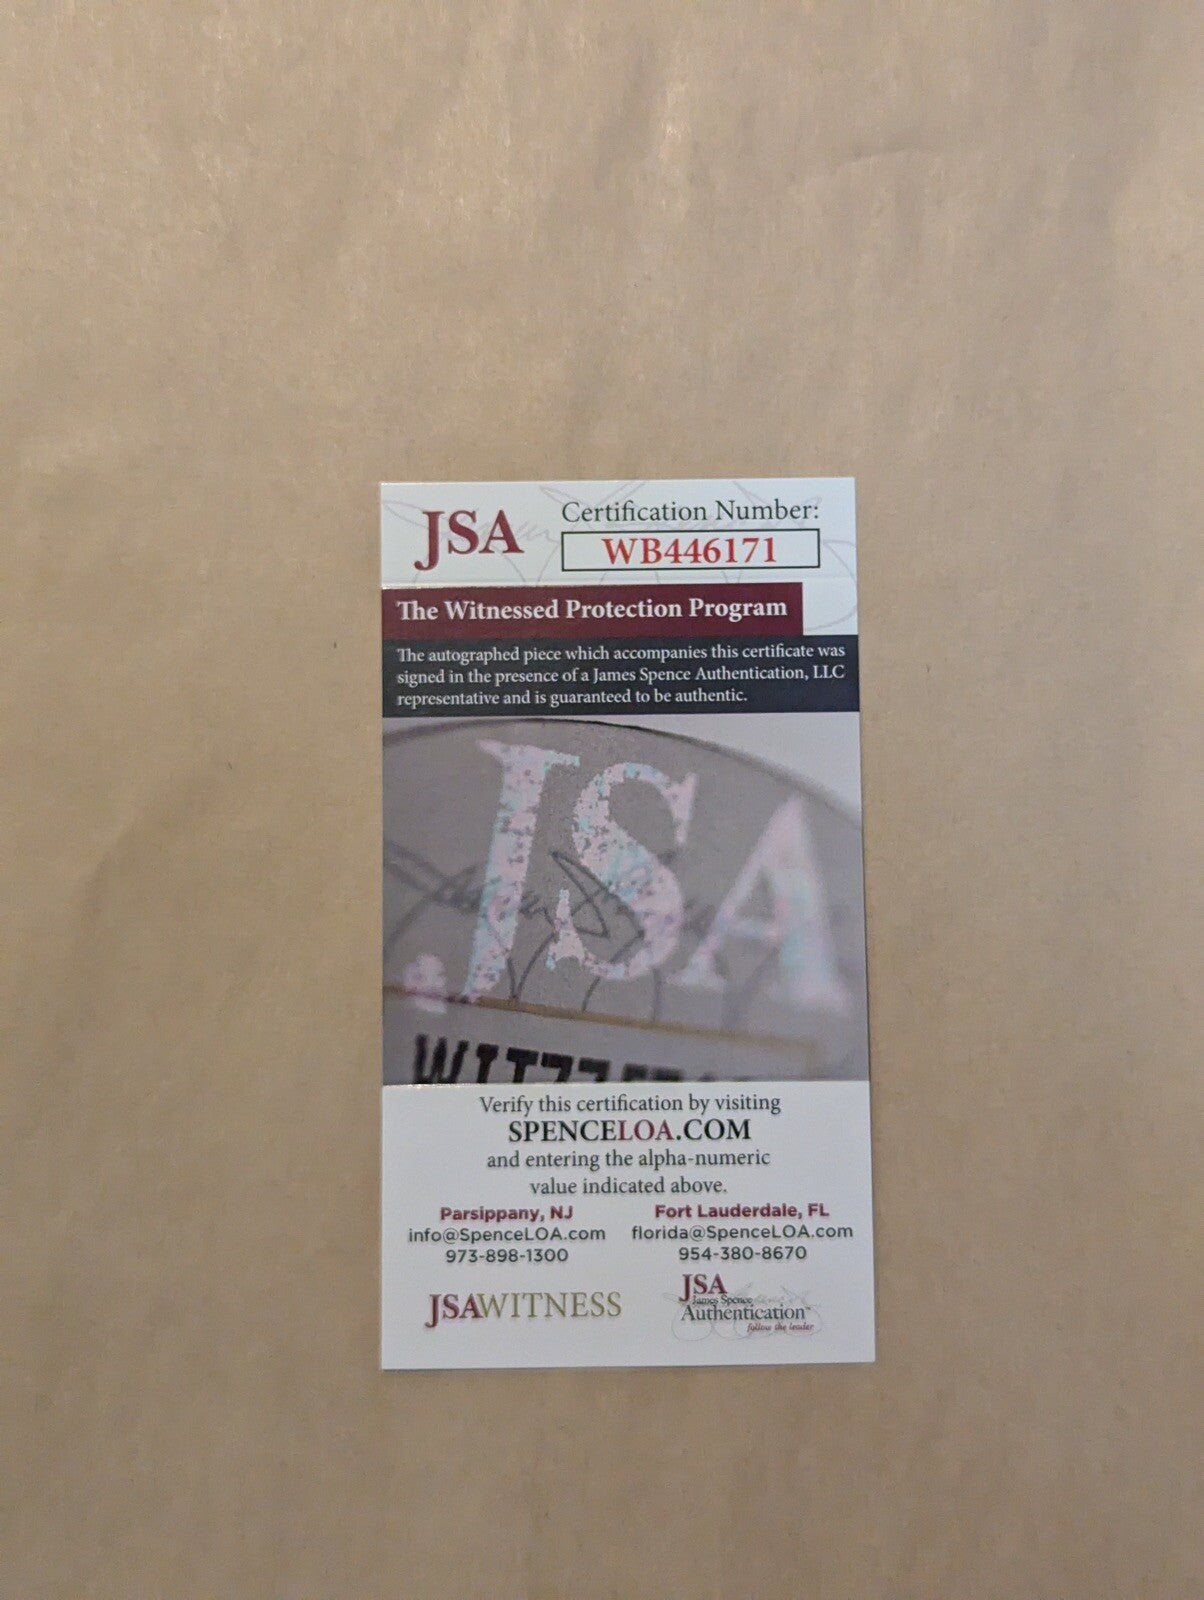 JSA
Certification Number:
WB446171
The Witnessed Protection Program
The autographed piece which accompanies this certificate was
signed in the presence of a James Spence Authentication, LLC
representative and is guaranteed to be authentic.
JSA
Verify this certification by visiting
SPENCELOA.COM
and entering the alpha-numeric
value indicated above.
Parsippany, NJ
info@SpenceLOA.com
973-898-1300
Fort Lauderdale, FL
florida@SpenceLOA.com
954-380-8670
JSAWITNESS
JSA
James Spence
Authentication™
follow the leader